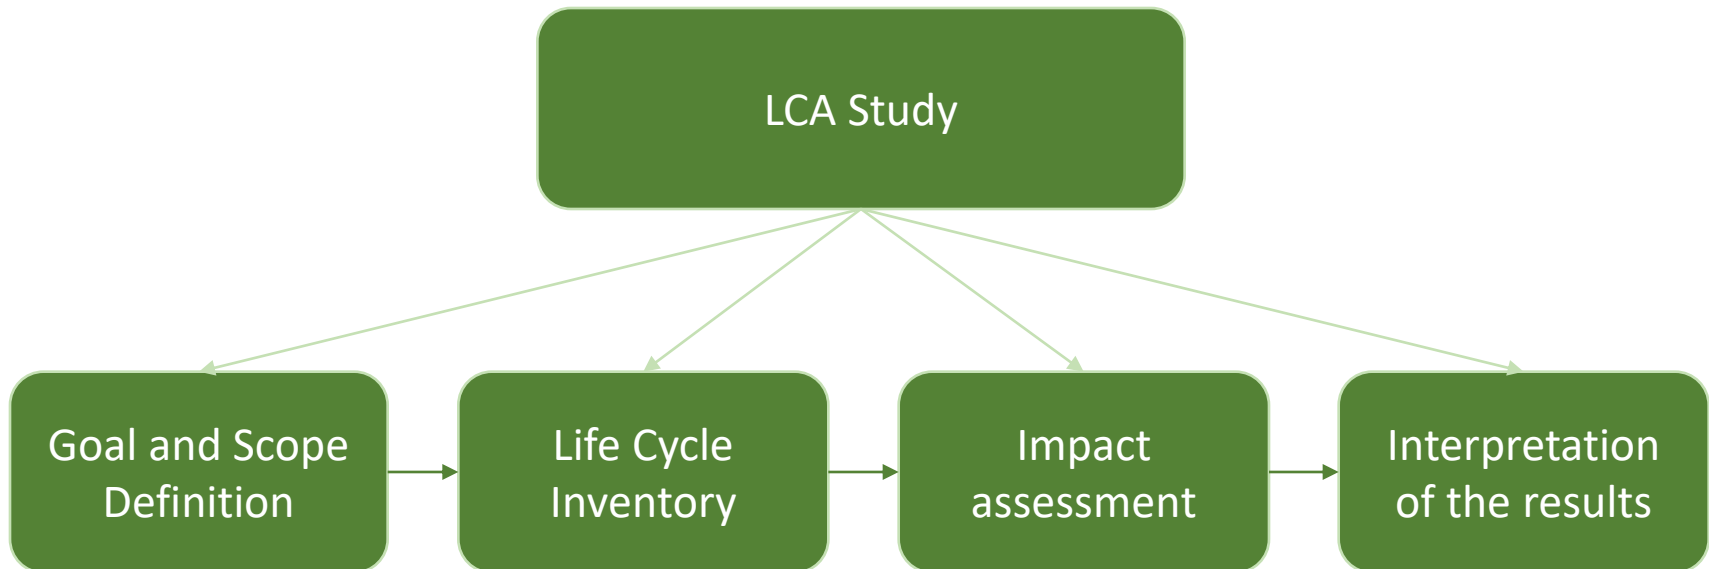 LCA Study
Goal and Scope
Definition
Life Cycle
Inventory
Impact
assessment
Interpretation
of the results